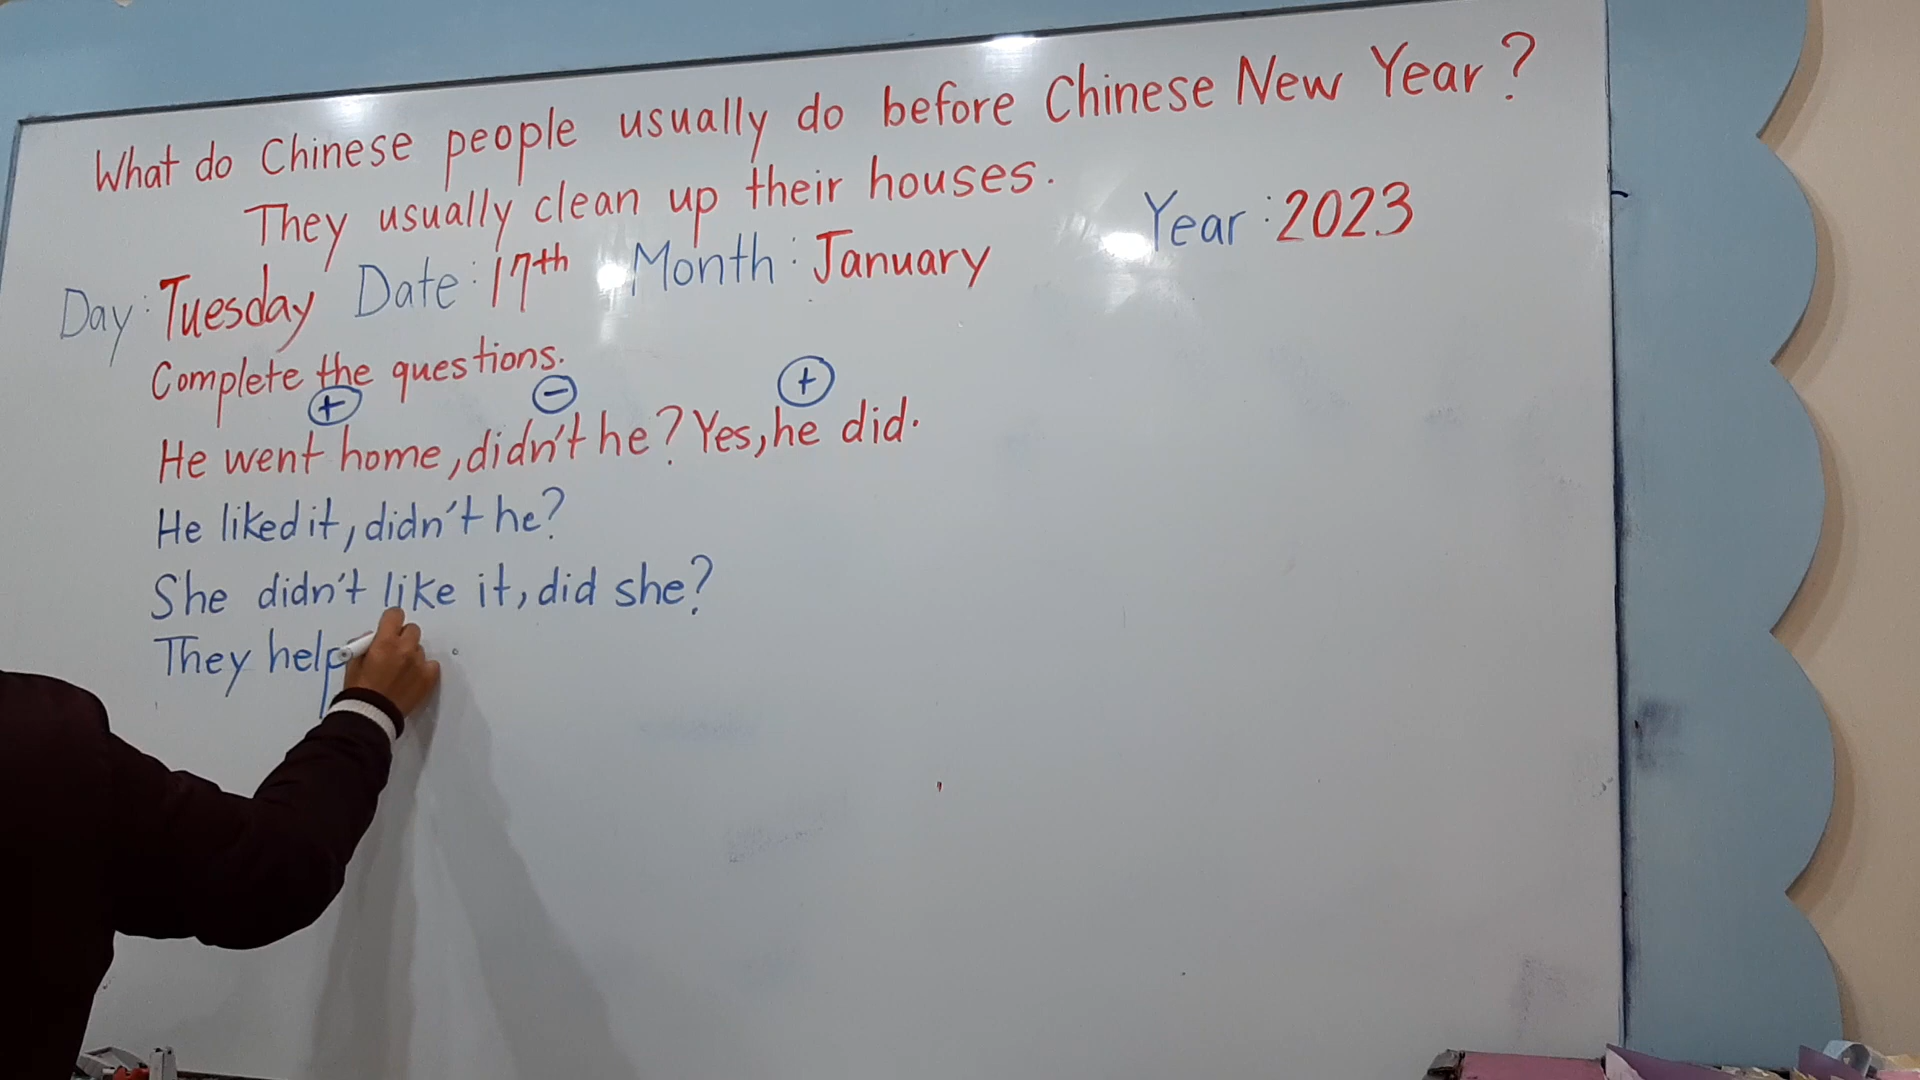 What do Chinese people usually do before Chinese New Year?
They usually clean up their houses.
Day: Tuesday Date: 17th Month: January Year: 2023
Complete the questions.
+ − +
He went home, didn't he? Yes, he did.
He liked it, didn't he?
She didn't like it, did she?
They help